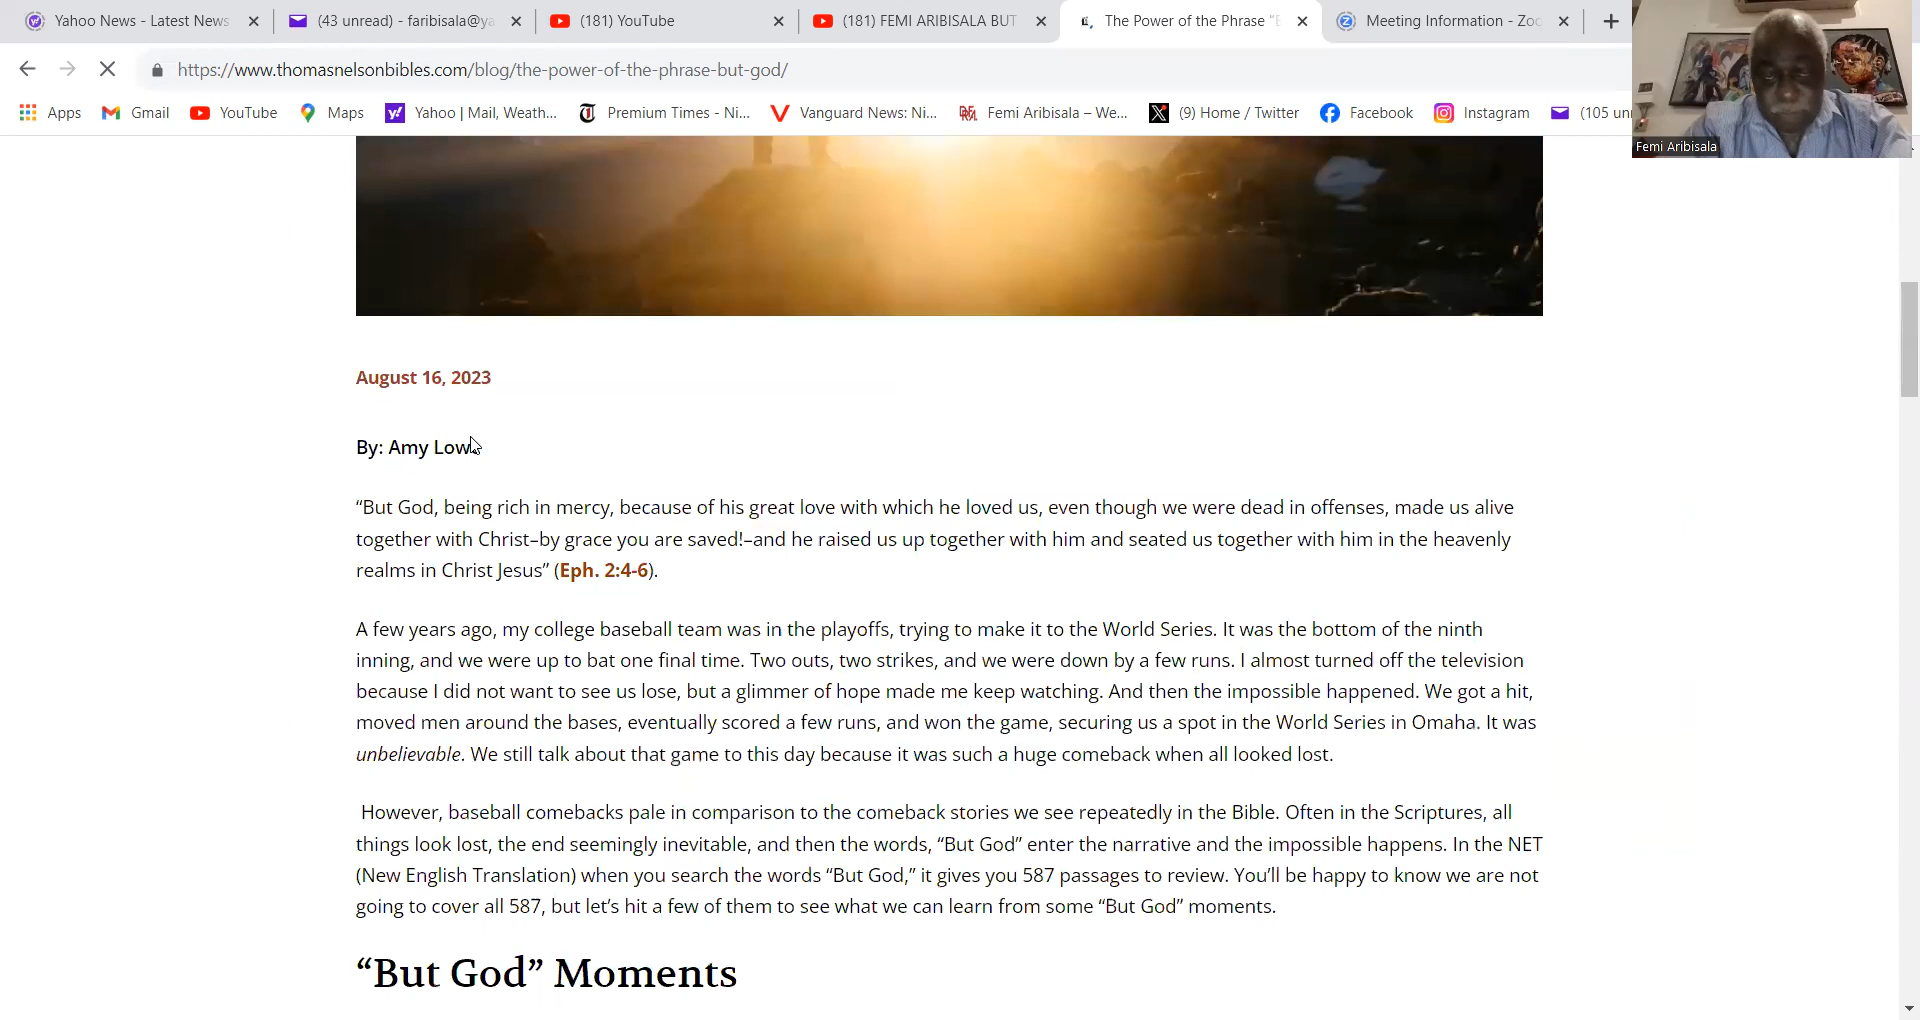 Yahoo News - Latest News
(43 unread) - faribisala@ya
(181) YouTube
(181) FEMI ARIBISALA BUT
The Power of the Phrase "
Meeting Information - Zoo
https://www.thomasnelsonbibles.com/blog/the-power-of-the-phrase-but-god/
Apps
Gmail
YouTube
Maps
Yahoo | Mail, Weath...
Premium Times - Ni...
Vanguard News: Ni...
Femi Aribisala – We...
(9) Home / Twitter
Facebook
Instagram
(105 unr
Femi Aribisala
August 16, 2023
By: Amy Low
“But God, being rich in mercy, because of his great love with which he loved us, even though we were dead in offenses, made us alive
together with Christ–by grace you are saved!–and he raised us up together with him and seated us together with him in the heavenly
realms in Christ Jesus” (Eph. 2:4-6).
A few years ago, my college baseball team was in the playoffs, trying to make it to the World Series. It was the bottom of the ninth
inning, and we were up to bat one final time. Two outs, two strikes, and we were down by a few runs. I almost turned off the television
because I did not want to see us lose, but a glimmer of hope made me keep watching. And then the impossible happened. We got a hit,
moved men around the bases, eventually scored a few runs, and won the game, securing us a spot in the World Series in Omaha. It was
unbelievable. We still talk about that game to this day because it was such a huge comeback when all looked lost.
However, baseball comebacks pale in comparison to the comeback stories we see repeatedly in the Bible. Often in the Scriptures, all
things look lost, the end seemingly inevitable, and then the words, “But God” enter the narrative and the impossible happens. In the NET
(New English Translation) when you search the words “But God,” it gives you 587 passages to review. You’ll be happy to know we are not
going to cover all 587, but let’s hit a few of them to see what we can learn from some “But God” moments.
“But God” Moments